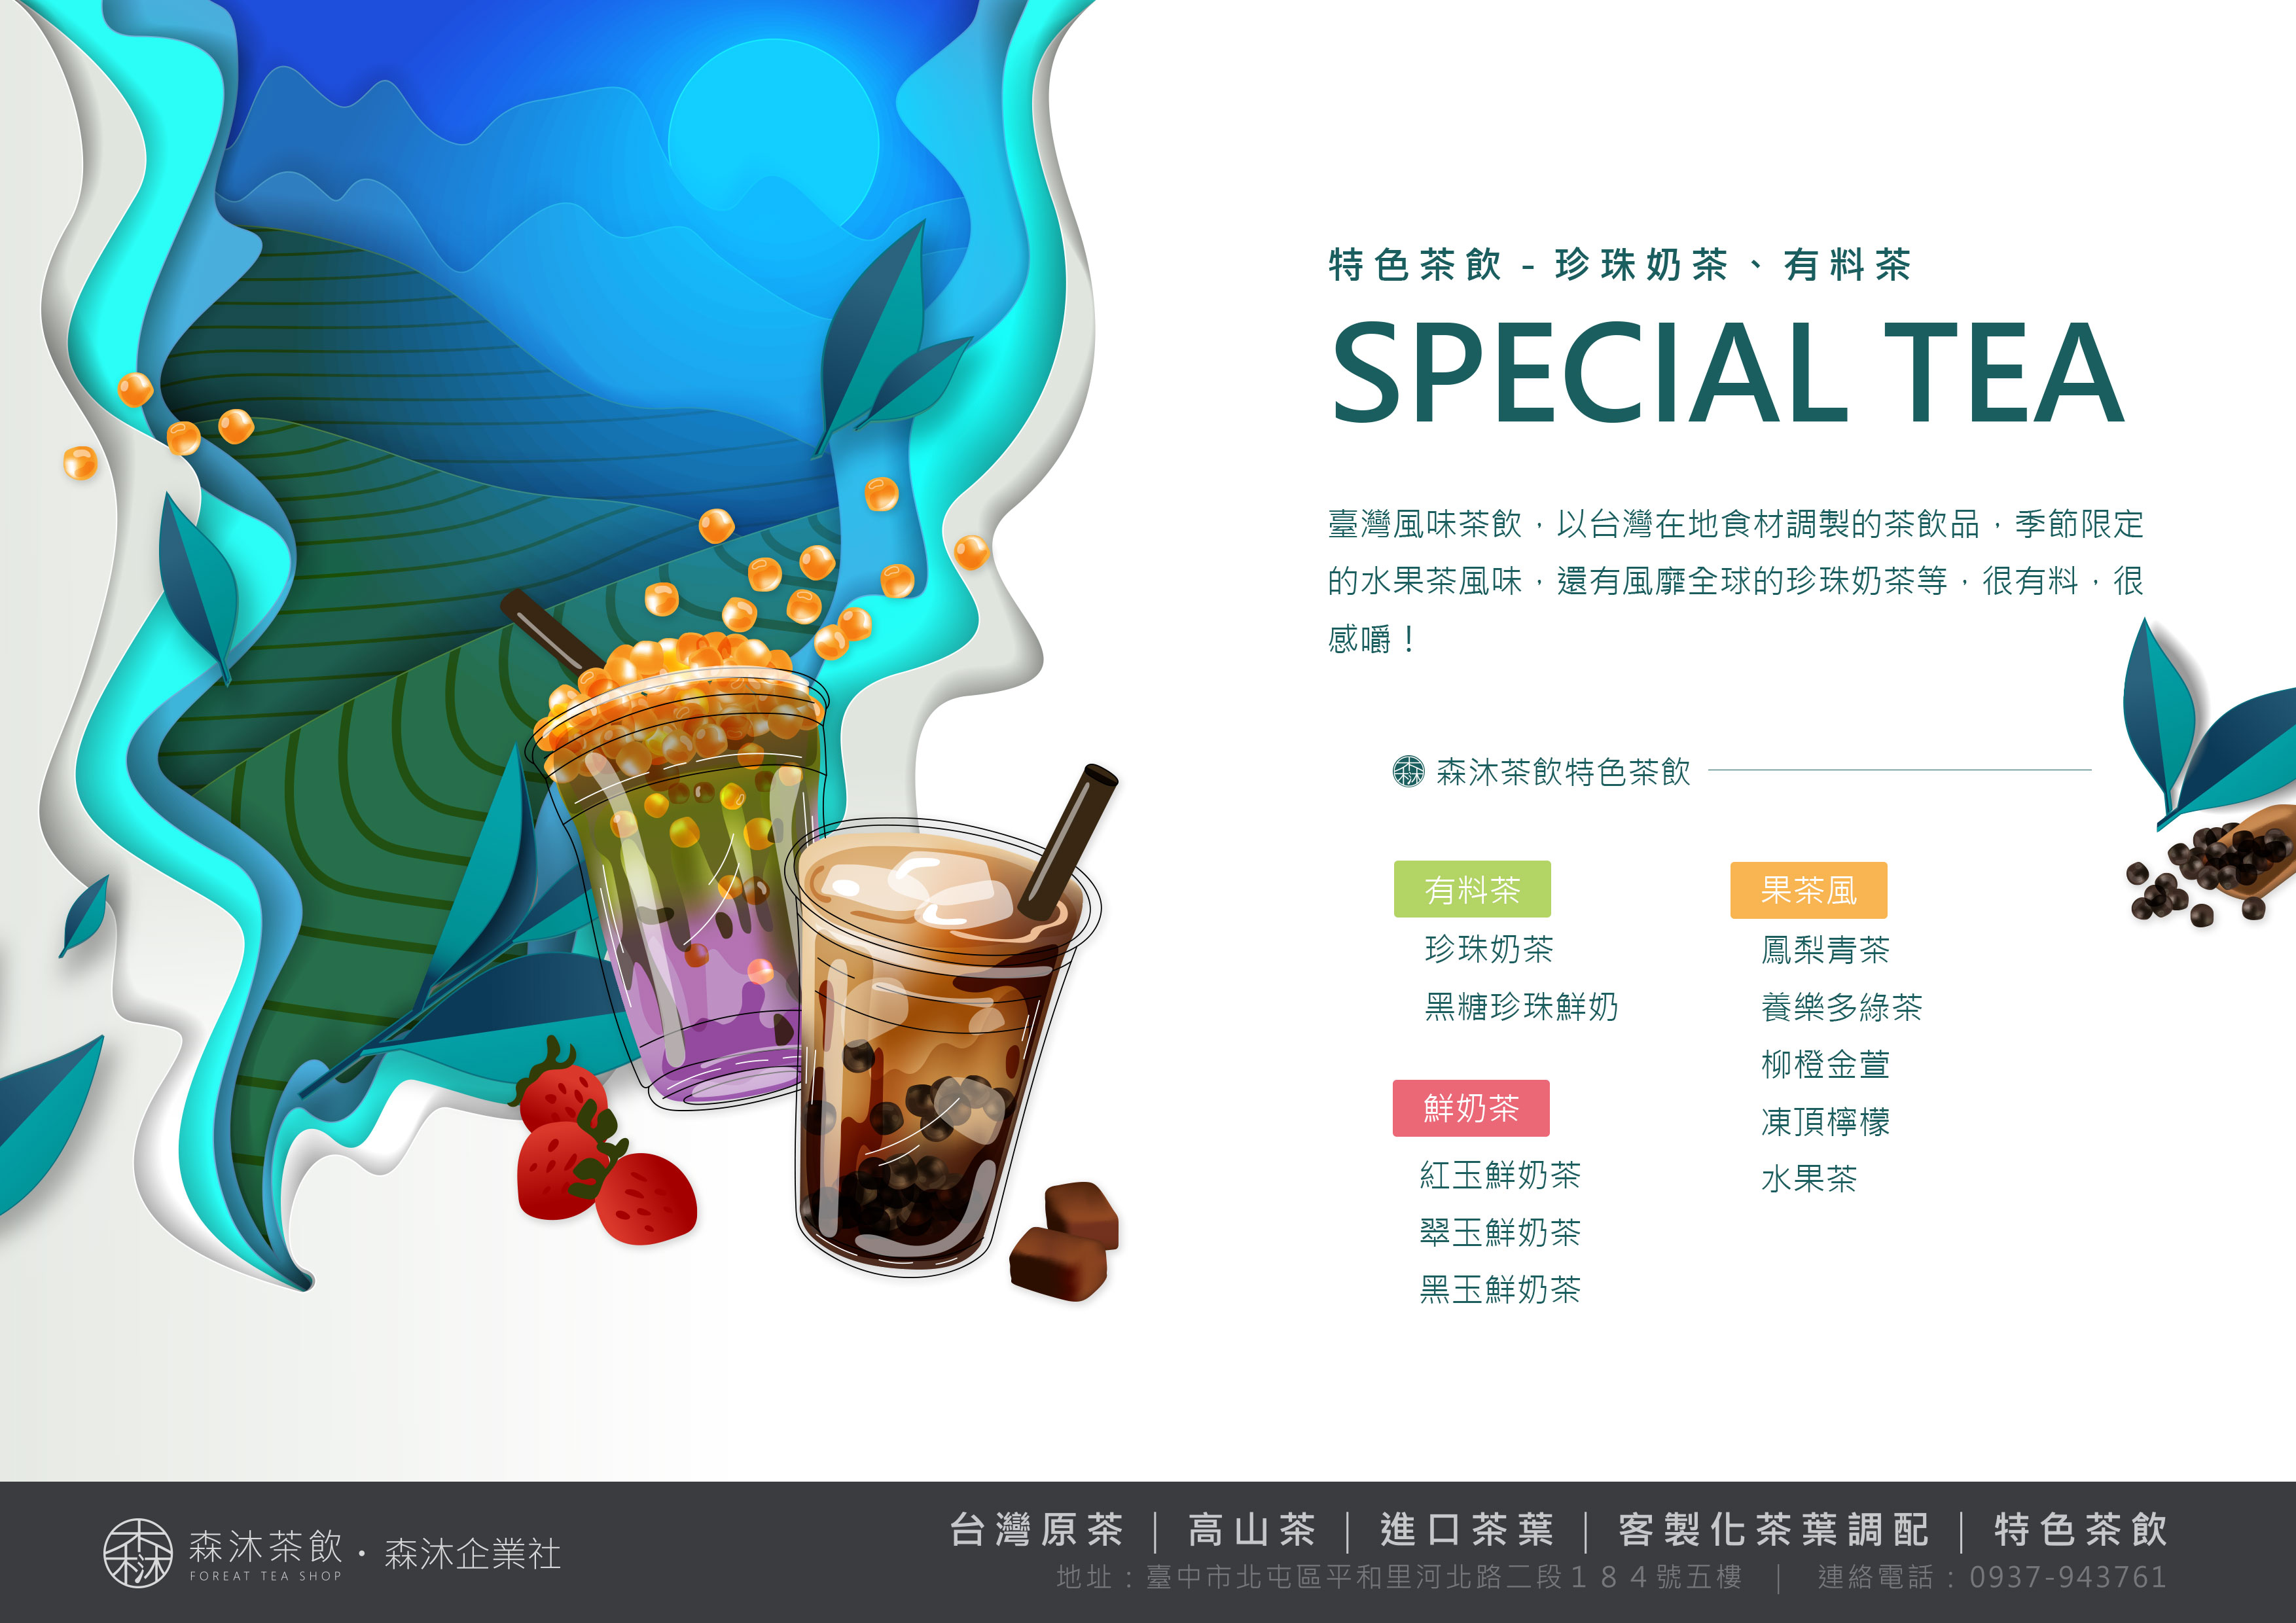 特色茶飲 - 珍珠奶茶、有料茶
SPECIAL TEA
臺灣風味茶飲，以台灣在地食材調製的茶飲品，季節限定
的水果茶風味，還有風靡全球的珍珠奶茶等，很有料，很
感嚼！
森沐茶飲特色茶飲
有料茶
珍珠奶茶
黑糖珍珠鮮奶
鮮奶茶
紅玉鮮奶茶
翠玉鮮奶茶
黑玉鮮奶茶
果茶風
鳳梨青茶
養樂多綠茶
柳橙金萱
凍頂檸檬
水果茶
森沐茶飲・森沐企業社
FOREAT TEA SHOP
台灣原茶｜高山茶｜進口茶葉｜客製化茶葉調配｜特色茶飲
地址：臺中市北屯區平和里河北路二段１８４號五樓 ｜ 連絡電話：0937-943761